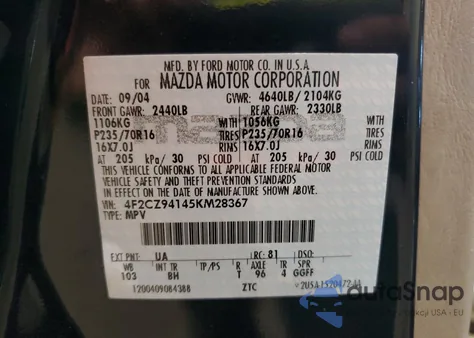 MFD. BY FORD MOTOR CO. IN U.S.A.
FOR MAZDA MOTOR CORPORATION
DATE: 09/04 GVWR: 4640LB/ 2104KG
FRONT GAWR: 2440LB REAR GAWR: 2330LB
1106KG WITH 1056KG WITH
P235/70R16 TIRES P235/70R16 TIRES
16X7.0J RIMS 16X7.0J RIMS
AT 205 kPa/ 30 PSI COLD AT 205 kPa/ 30 PSI COLD
THIS VEHICLE CONFORMS TO ALL APPLICABLE FEDERAL MOTOR
VEHICLE SAFETY AND THEFT PREVENTION STANDARDS
IN EFFECT ON THE DATE OF MANUFACTURE SHOWN ABOVE.
VIN: 4F2CZ94145KM28367
TYPE: MPV
EXT PNT: UA RC: 81 DSO:
WB INT TR TP/PS R AXLE TR SPR
103 BH T 96 4 GGFF
1200409084388 ZTC
autoSnap
USA i EU